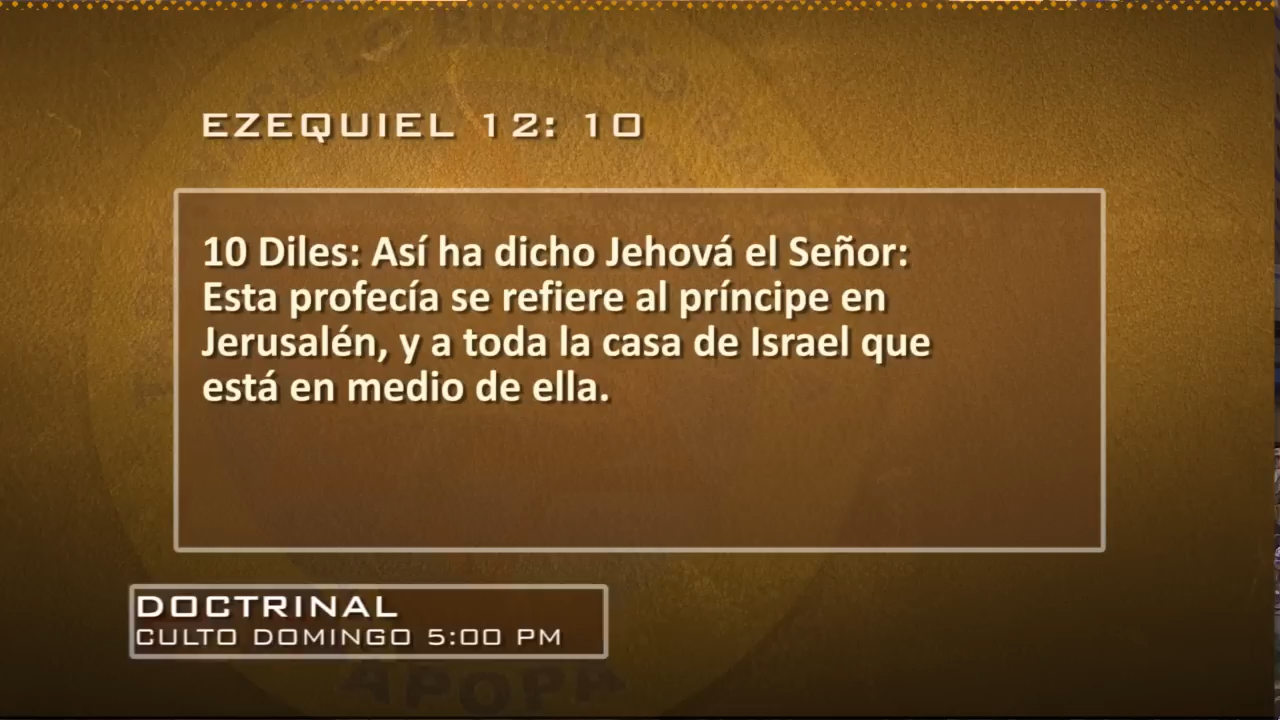 EZEQUIEL 12: 10
10 Diles: Así ha dicho Jehová el Señor:
Esta profecía se refiere al príncipe en
Jerusalén, y a toda la casa de Israel que
está en medio de ella.
DOCTRINAL
CULTO DOMINGO 5:00 PM
APOPA